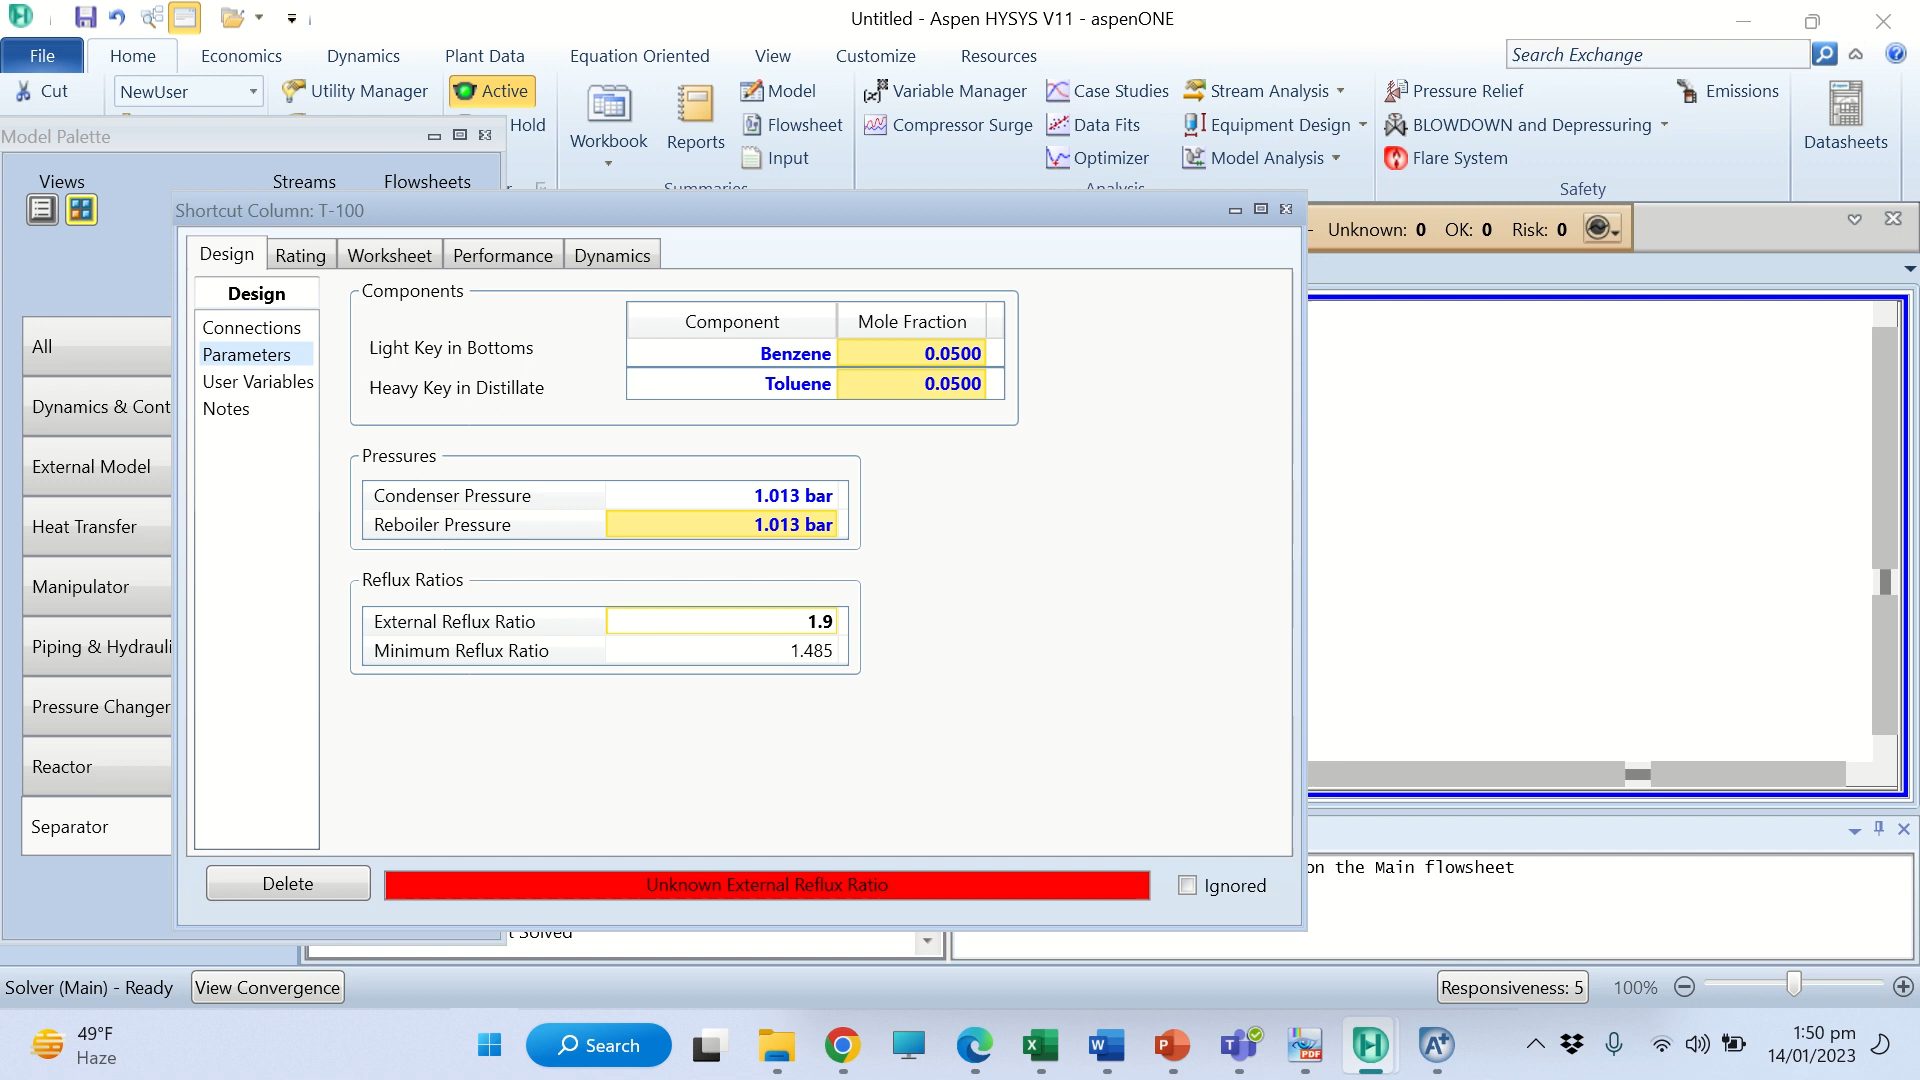 Untitled - Aspen HYSYS V11 - aspenONE
File Home Economics Dynamics Plant Data Equation Oriented View Customize Resources Search Exchange
Cut NewUser Utility Manager Active Model Variable Manager Case Studies Stream Analysis Pressure Relief Emissions
Hold Workbook Reports Flowsheet Compressor Surge Data Fits Equipment Design BLOWDOWN and Depressuring Datasheets
Input Optimizer Model Analysis Flare System
Summaries Analysis Safety
Model Palette
Views Streams Flowsheets
Shortcut Column: T-100
Unknown: 0 OK: 0 Risk: 0
Design Rating Worksheet Performance Dynamics
Design
Connections
Parameters
User Variables
Notes
Components
Component Mole Fraction
Light Key in Bottoms Benzene 0.0500
Heavy Key in Distillate Toluene 0.0500
Pressures
Condenser Pressure 1.013 bar
Reboiler Pressure 1.013 bar
Reflux Ratios
External Reflux Ratio 1.9
Minimum Reflux Ratio 1.485
All
Dynamics & Cont
External Model
Heat Transfer
Manipulator
Piping & Hydrauli
Pressure Changer
Reactor
Separator
Delete Unknown External Reflux Ratio Ignored
on the Main flowsheet
t Solved
Solver (Main) - Ready View Convergence Responsiveness: 5 100%
49°F
Haze
Search
1:50 pm
14/01/2023